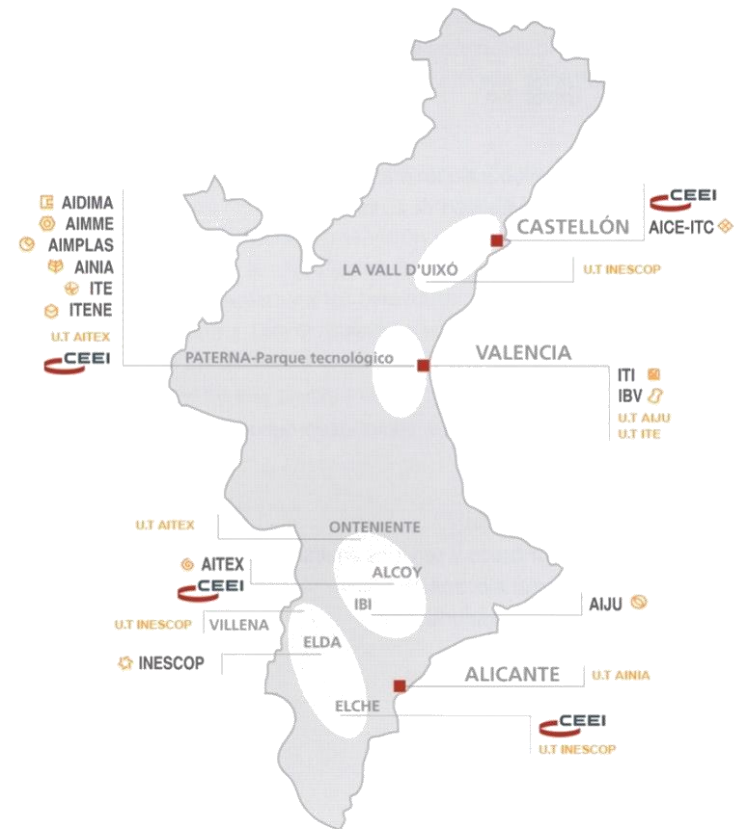 AIDIMA
AIMME
AIMPLAS
AINIA
ITE
ITENE
U.T AITEX
CEEI
CEEI
CASTELLÓN
AICE-ITC
LA VALL D'UIXÓ
U.T INESCOP
PATERNA-Parque tecnológico
VALENCIA
ITI
IBV
U.T AIJU
U.T ITE
U.T AITEX
ONTENIENTE
AITEX
CEEI
ALCOY
IBI
AIJU
U.T INESCOP
VILLENA
ELDA
INESCOP
ALICANTE
U.T AINIA
ELCHE
CEEI
U.T INESCOP